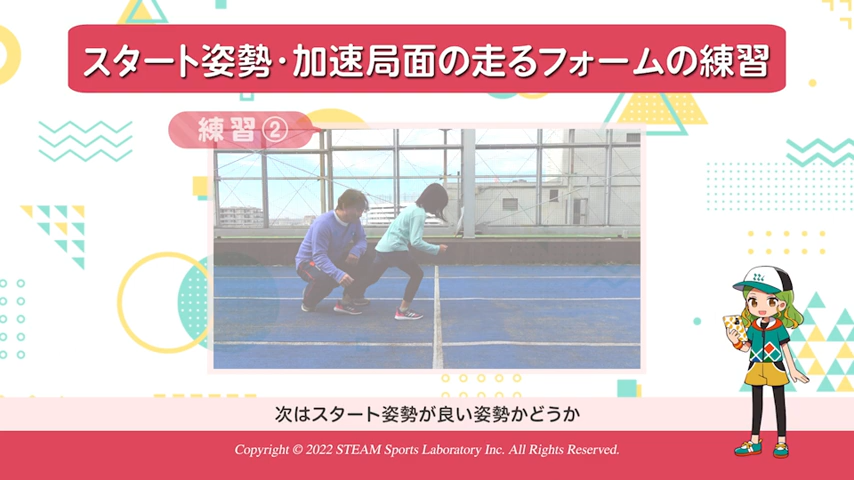 スタート姿勢・加速局面の走るフォームの練習
練習②
次はスタート姿勢が良い姿勢かどうか
Copyright © 2022 STEAM Sports Laboratory Inc. All Rights Reserved.